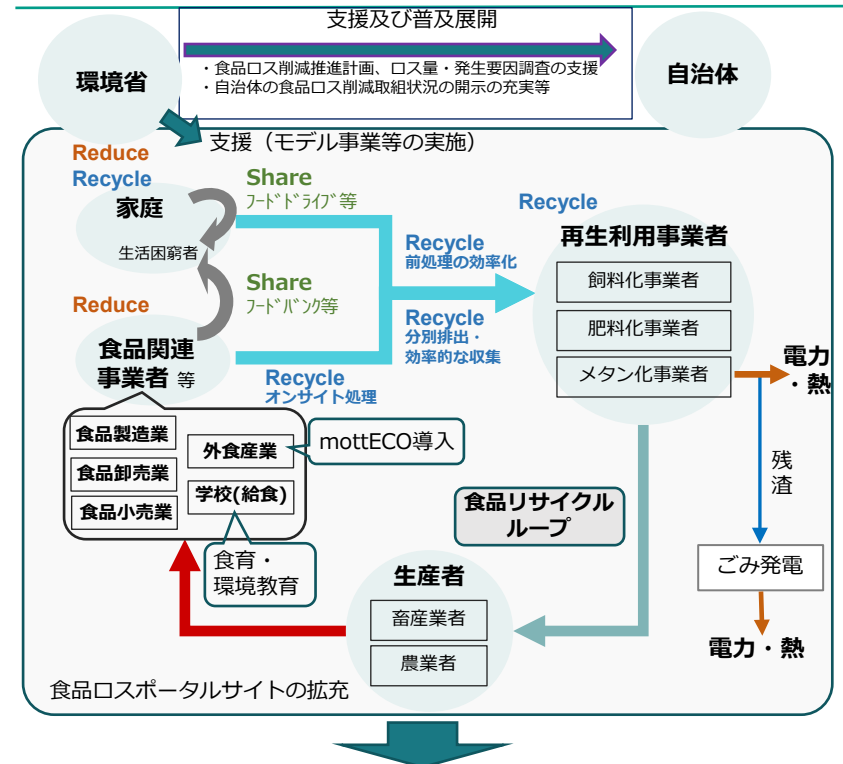 支援及び普及展開
・食品ロス削減推進計画、ロス量・発生要因調査の支援
・自治体の食品ロス削減取組状況の開示の充実等
環境省
自治体
支援（モデル事業等の実施）
Reduce
Recycle
家庭
生活困窮者
Share
ﾌｰﾄﾞﾄﾞﾗｲﾌﾞ等
Share
ﾌｰﾄﾞﾊﾞﾝｸ等
Reduce
食品関連
事業者 等
Recycle
前処理の効率化
Recycle
分別排出・
効率的な収集
Recycle
オンサイト処理
Recycle
再生利用事業者
飼料化事業者
肥料化事業者
メタン化事業者
電力
・熱
残渣
ごみ発電
電力・熱
食品製造業
食品卸売業
食品小売業
外食産業
学校(給食)
mottECO導入
食育・
環境教育
食品リサイクル
ループ
生産者
畜産業者
農業者
食品ロスポータルサイトの拡充